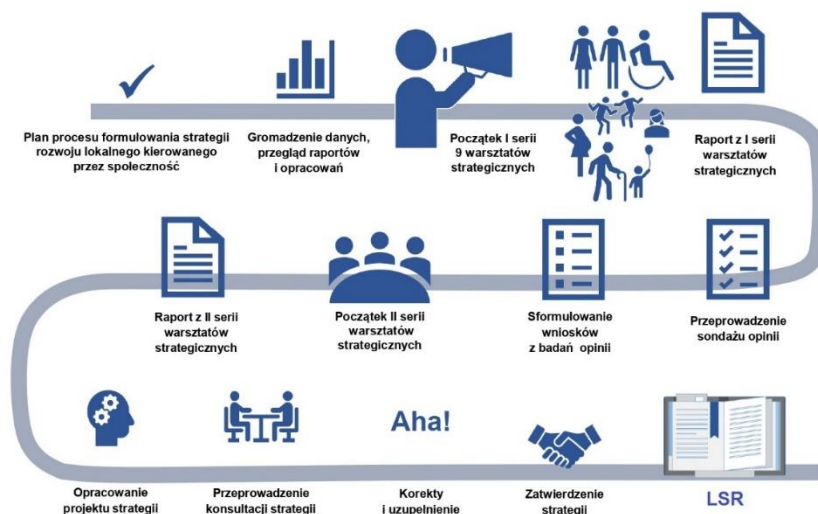 Plan procesu formułowania strategii
rozwoju lokalnego kierowanego
przez społeczność
Gromadzenie danych,
przegląd raportów
i opracowań
Początek I serii
9 warsztatów
strategicznych
Raport z I serii
warsztatów
strategicznych
Raport z II serii
warsztatów
strategicznych
Początek II serii
warsztatów
strategicznych
Sformułowanie
wniosków
z badań opinii
Przeprowadzenie
sondażu opinii
Opracowanie
projektu strategii
Przeprowadzenie
konsultacji strategii
Aha!
Korekty
i uzupełnienie
Zatwierdzenie
strategii
LSR